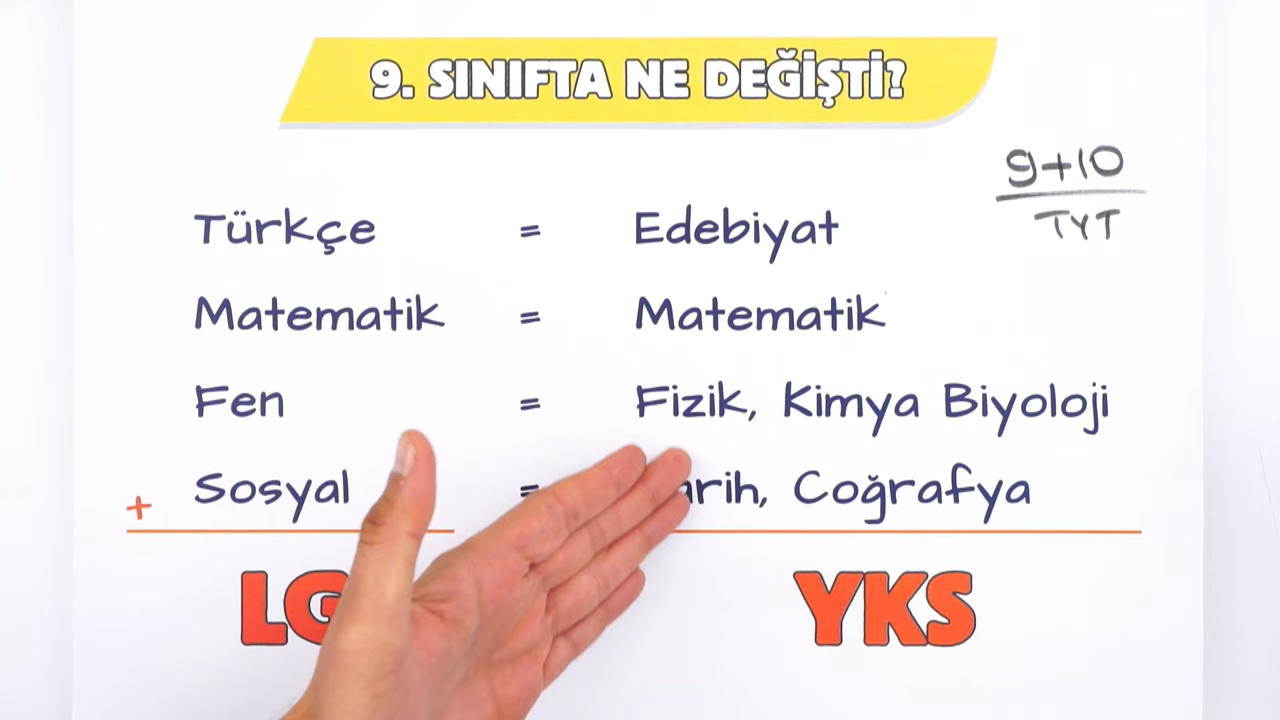 9. SINIFTA NE DEĞİŞTİ?
9+10
TYT
Türkçe = Edebiyat
Matematik = Matematik
Fen = Fizik, Kimya Biyoloji
+ Sosyal = Coğrafya
YKS